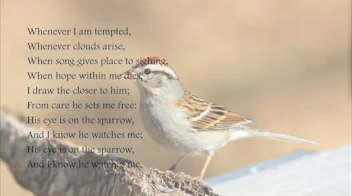 Whenever I am tempted,
Whenever clouds arise,
When song gives place to sighing,
When hope within me dies,
I draw the closer to him;
From care he sets me free:
His eye is on the sparrow,
And I know he watches me;
His eye is on the sparrow,
And I know he watches me.